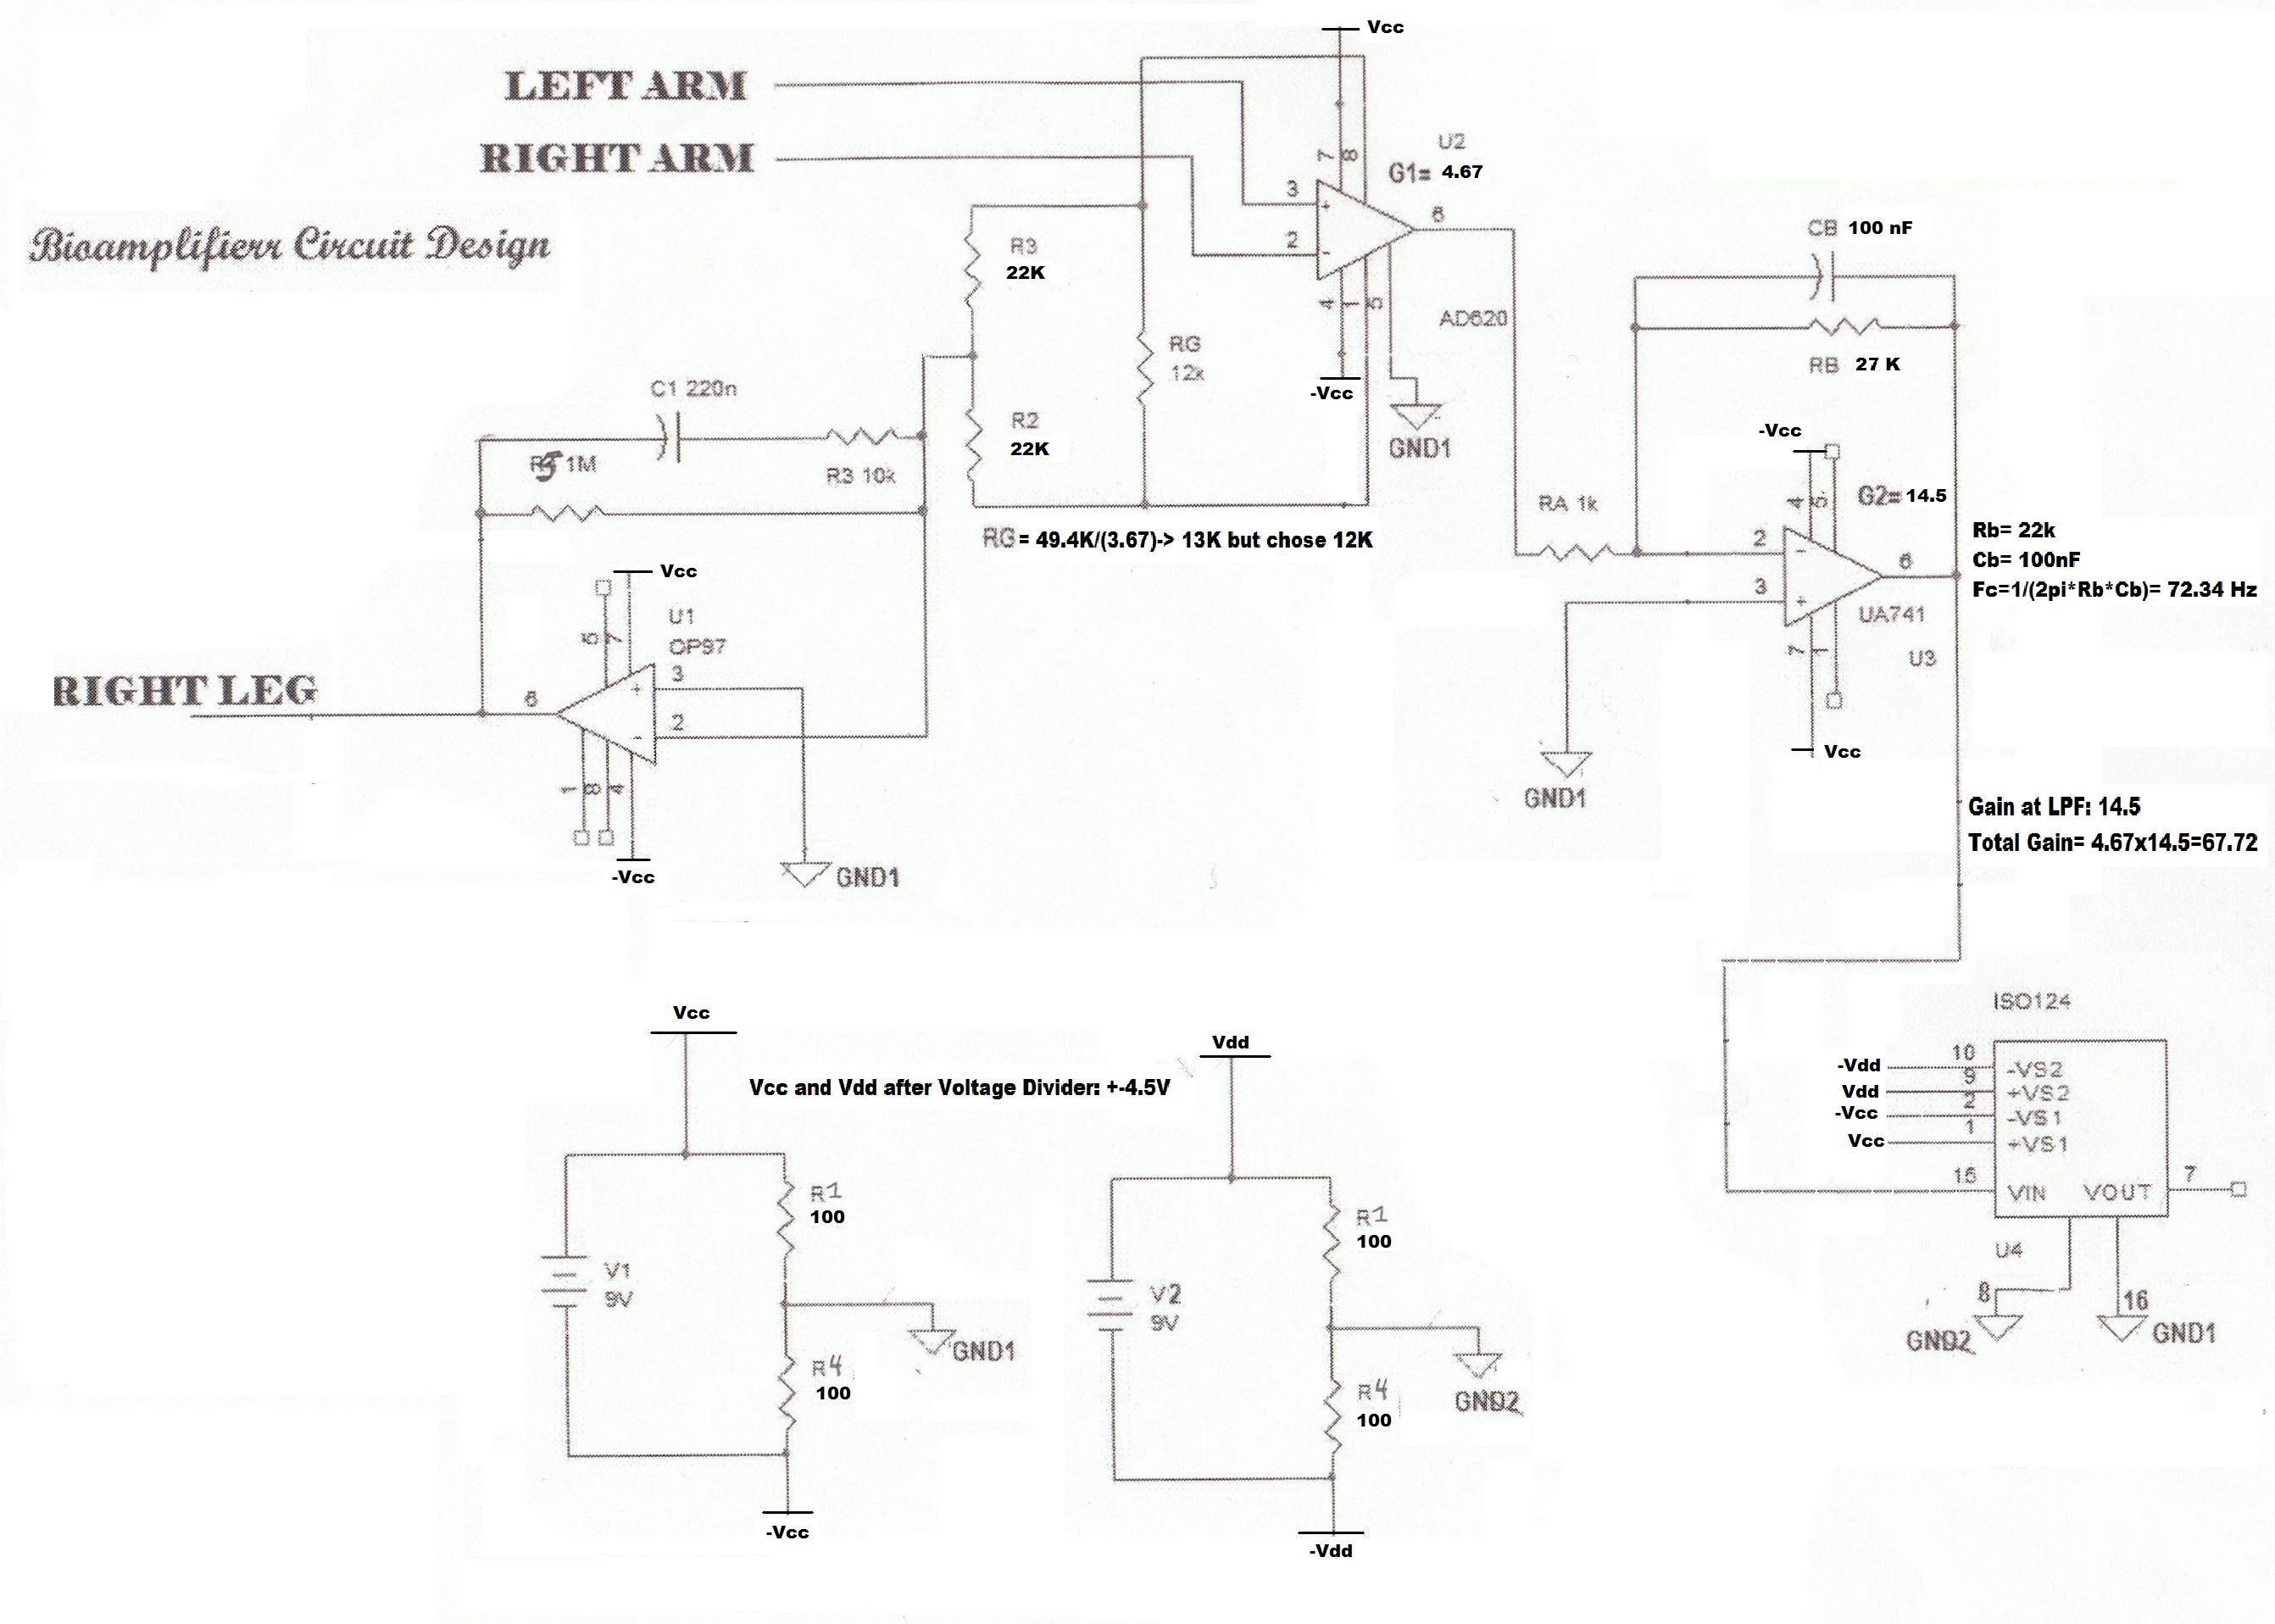 Vcc
LEFT ARM
RIGHT ARM
Bioamplifierr Circuit Design
U2
G1= 4.67
7
8
3
2
6
4
1
5
AD620
-Vcc
GND1
R3
22K
R2
22K
RG
12k
RG = 49.4K/(3.67)-> 13K but chose 12K
C1 220n
R3 10k
5 1M
CB 100 nF
RB 27 K
RA 1k
-Vcc
4
5
G2= 14.5
2
3
6
7
1
UA741
U3
Vcc
GND1
Rb= 22k
Cb= 100nF
Fc=1/(2pi*Rb*Cb)= 72.34 Hz
Gain at LPF: 14.5
Total Gain= 4.67x14.5=67.72
Vcc
U1
OP97
5
7
3
2
6
1
8
4
-Vcc
GND1
RIGHT LEG
Vcc
Vdd
Vcc and Vdd after Voltage Divider: +-4.5V
R1
100
V1
9V
GND1
R4
100
-Vcc
R1
100
V2
9V
GND2
R4
100
-Vdd
ISO124
-Vdd 10 -VS2
Vdd 9 +VS2
-Vcc 2 -VS1
Vcc 1 +VS1
15 VIN VOUT 7
U4
8
16
GND2
GND1